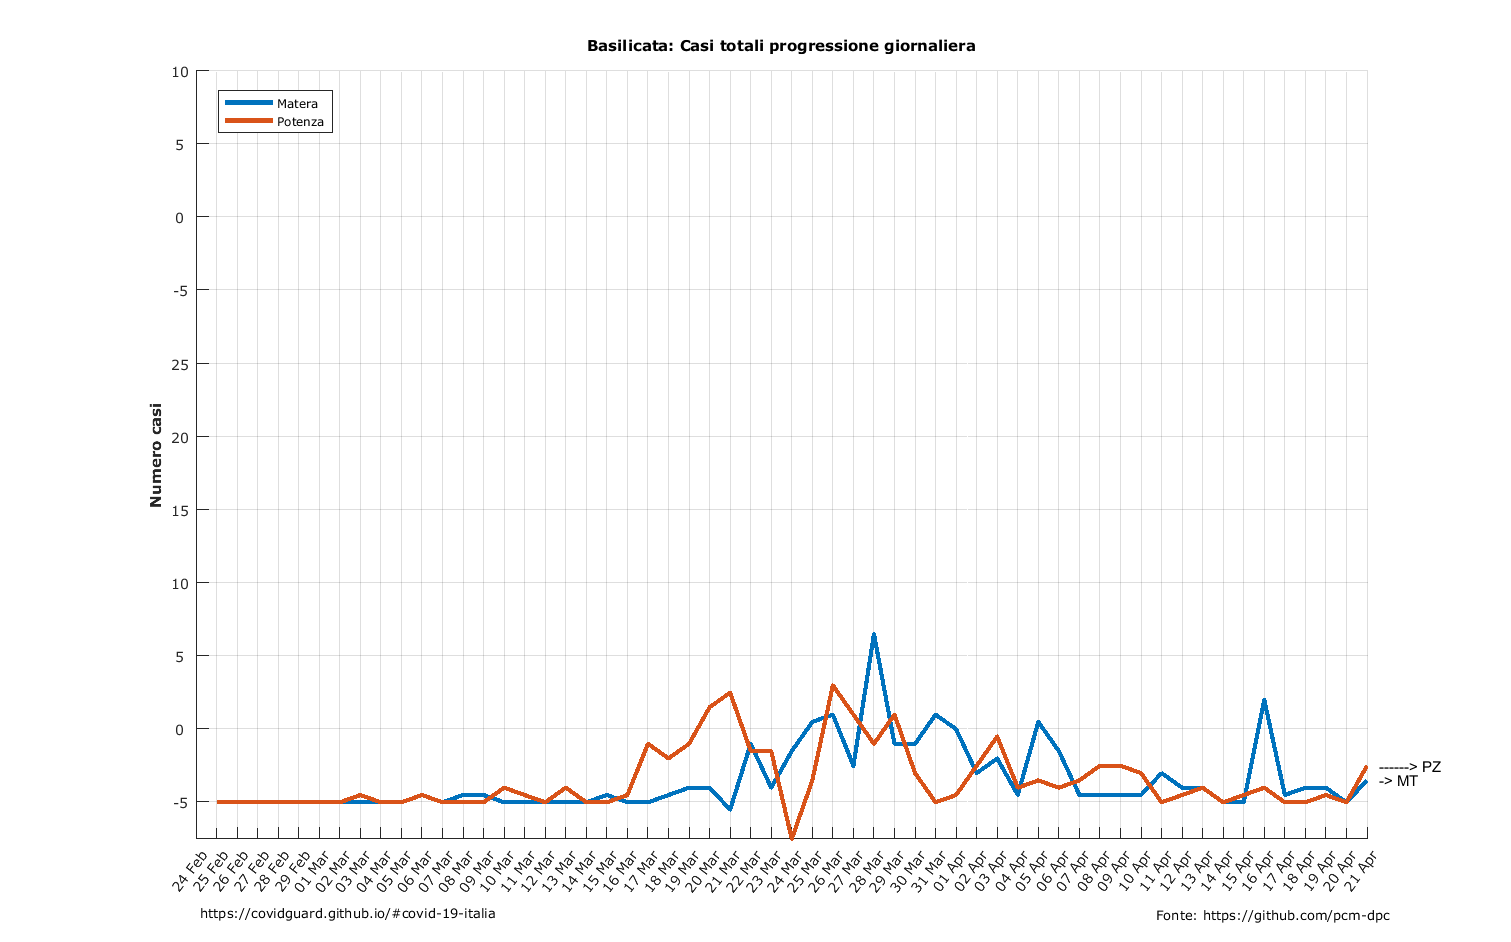 Basilicata: Casi totali progressione giornaliera
Matera
Potenza
10
5
0
-5
25
20
15
10
5
0
-5
Numero casi
------> PZ
-> MT
24 Feb
25 Feb
26 Feb
27 Feb
28 Feb
29 Feb
01 Mar
02 Mar
03 Mar
04 Mar
05 Mar
06 Mar
07 Mar
08 Mar
09 Mar
10 Mar
11 Mar
12 Mar
13 Mar
14 Mar
15 Mar
16 Mar
17 Mar
18 Mar
19 Mar
20 Mar
21 Mar
22 Mar
23 Mar
24 Mar
25 Mar
26 Mar
27 Mar
28 Mar
29 Mar
30 Mar
31 Mar
01 Apr
02 Apr
03 Apr
04 Apr
05 Apr
06 Apr
07 Apr
08 Apr
09 Apr
10 Apr
11 Apr
12 Apr
13 Apr
14 Apr
15 Apr
16 Apr
17 Apr
18 Apr
19 Apr
20 Apr
21 Apr
https://covidguard.github.io/#covid-19-italia
Fonte: https://github.com/pcm-dpc